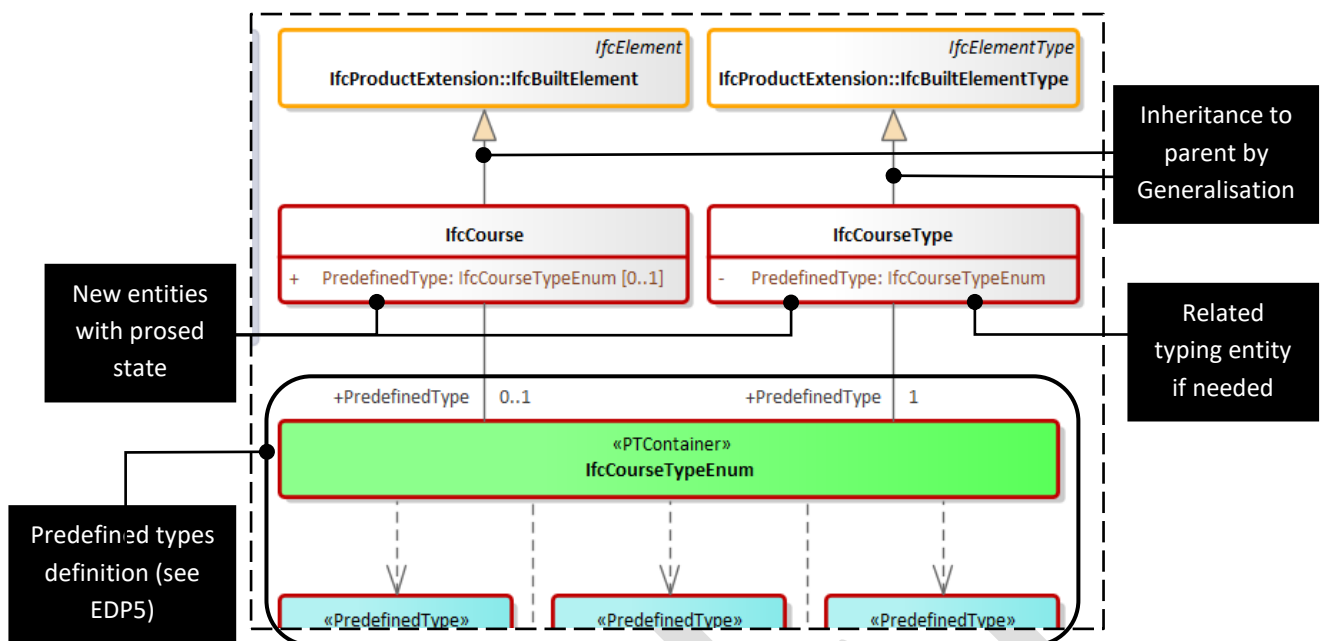 IfcElement
IfcProductExtension::IfcBuiltElement
IfcElementType
IfcProductExtension::IfcBuiltElementType
Inheritance to
parent by
Generalisation
IfcCourse
+ PredefinedType: IfcCourseTypeEnum [0..1]
IfcCourseType
- PredefinedType: IfcCourseTypeEnum
New entities
with prosed
state
Related
typing entity
if needed
+PredefinedType 0..1
+PredefinedType 1
«PTContainer»
IfcCourseTypeEnum
Predefined types
definition (see
EDP5)
«PredefinedType»
«PredefinedType»
«PredefinedType»